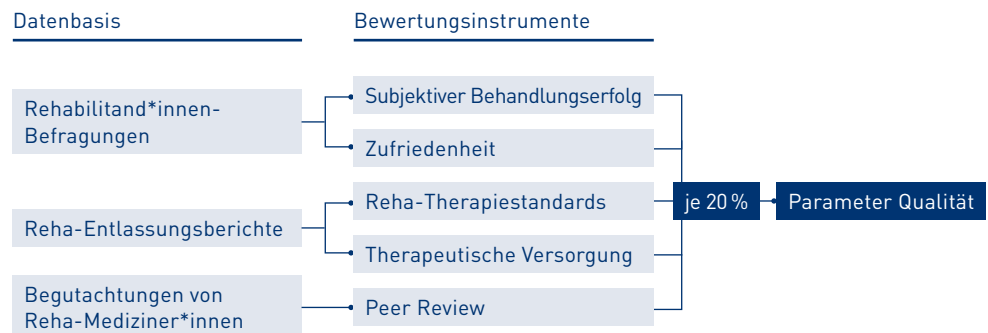 Datenbasis
Bewertungsinstrumente
Rehabilitand*innen-
Befragungen
Subjektiver Behandlungserfolg
Zufriedenheit
Reha-Entlassungsberichte
Reha-Therapiestandards
Therapeutische Versorgung
Begutachtungen von
Reha-Mediziner*innen
Peer Review
je 20 %
Parameter Qualität